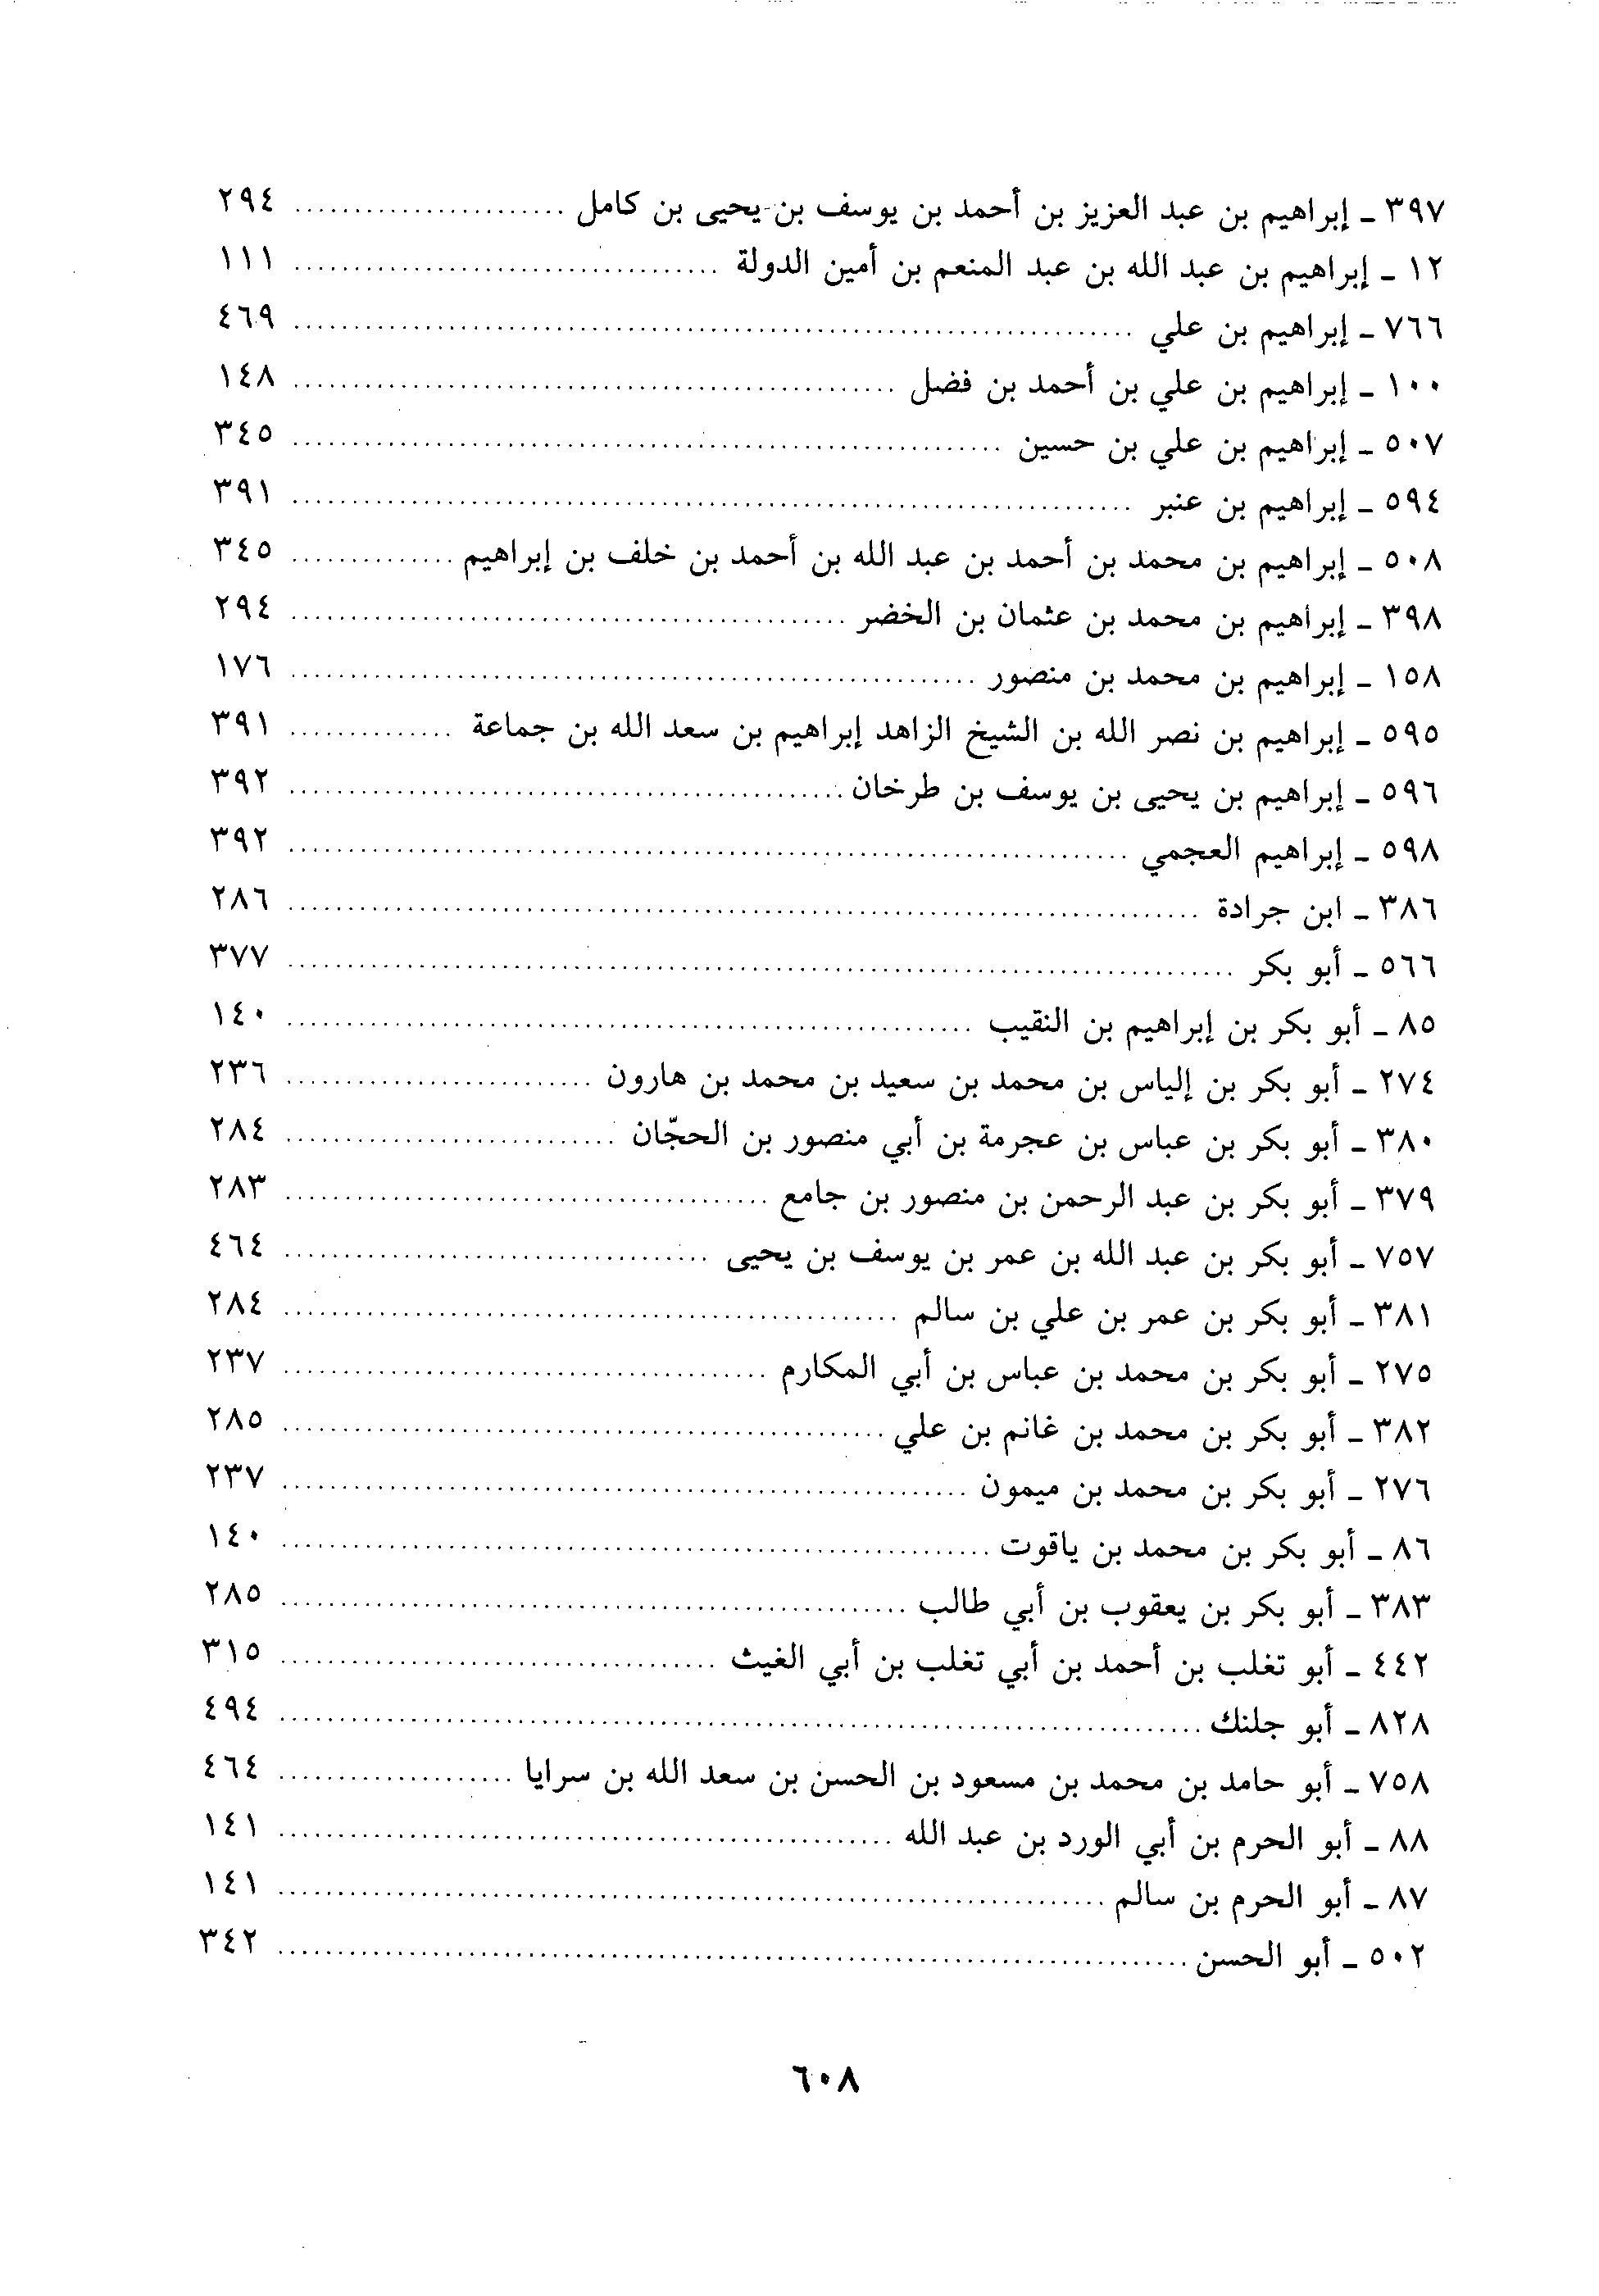 ٣٩٧ ـ إبراهيم بن عبد العزيز بن أحمد بن يوسف بن يحيى بن كامل ........ ٢٩٤
١٢ ـ إبراهيم بن عبد الله بن عبد المنعم بن أمين الدولة ........ ١١١
٧٦٦ ـ إبراهيم بن علي ........ ٤٦٩
١٠٠ ـ إبراهيم بن علي بن أحمد بن فضل ........ ١٤٨
٥٠٧ ـ إبراهيم بن علي بن حسين ........ ٣٤٥
٥٩٤ ـ إبراهيم بن عنبر ........ ٣٩١
٥٠٨ ـ إبراهيم بن محمد بن أحمد بن عبد الله بن أحمد بن خلف بن إبراهيم ........ ٣٤٥
٣٩٨ ـ إبراهيم بن محمد بن عثمان بن الخضر ........ ٢٩٤
١٥٨ ـ إبراهيم بن محمد بن منصور ........ ١٧٦
٥٩٥ ـ إبراهيم بن نصر الله بن الشيخ الزاهد إبراهيم بن سعد الله بن جماعة ........ ٣٩١
٥٩٦ ـ إبراهيم بن يحيى بن يوسف بن طرخان ........ ٣٩٢
٥٩٨ ـ إبراهيم العجمي ........ ٣٩٢
٣٨٦ ـ ابن جرادة ........ ٢٨٦
٥٦٦ ـ أبو بكر ........ ٣٧٧
٨٥ ـ أبو بكر بن إبراهيم بن النقيب ........ ١٤٠
٢٧٤ ـ أبو بكر بن إلياس بن محمد بن سعيد بن محمد بن هارون ........ ٢٣٦
٣٨٠ ـ أبو بكر بن عباس بن عجرمة بن أبي منصور بن الحجّان ........ ٢٨٤
٣٧٩ ـ أبو بكر بن عبد الرحمن بن منصور بن جامع ........ ٢٨٣
٧٥٧ ـ أبو بكر بن عبد الله بن عمر بن يوسف بن يحيى ........ ٤٦٤
٣٨١ ـ أبو بكر بن عمر بن علي بن سالم ........ ٢٨٤
٢٧٥ ـ أبو بكر بن محمد بن عباس بن أبي المكارم ........ ٢٣٧
٣٨٢ ـ أبو بكر بن محمد بن غانم بن علي ........ ٢٨٥
٢٧٦ ـ أبو بكر بن محمد بن ميمون ........ ٢٣٧
٨٦ ـ أبو بكر بن محمد بن ياقوت ........ ١٤٠
٣٨٣ ـ أبو بكر بن يعقوب بن أبي طالب ........ ٢٨٥
٤٤٢ ـ أبو تغلب بن أحمد بن أبي تغلب بن أبي الغيث ........ ٣١٥
٨٢٨ ـ أبو جلنك ........ ٤٩٤
٧٥٨ ـ أبو حامد بن محمد بن مسعود بن الحسن بن سعد الله بن سرايا ........ ٤٦٤
٨٨ ـ أبو الحرم بن أبي الورد بن عبد الله ........ ١٤١
٨٧ ـ أبو الحرم بن سالم ........ ١٤١
٥٠٢ ـ أبو الحسن ........ ٣٤٢
٦٠٨